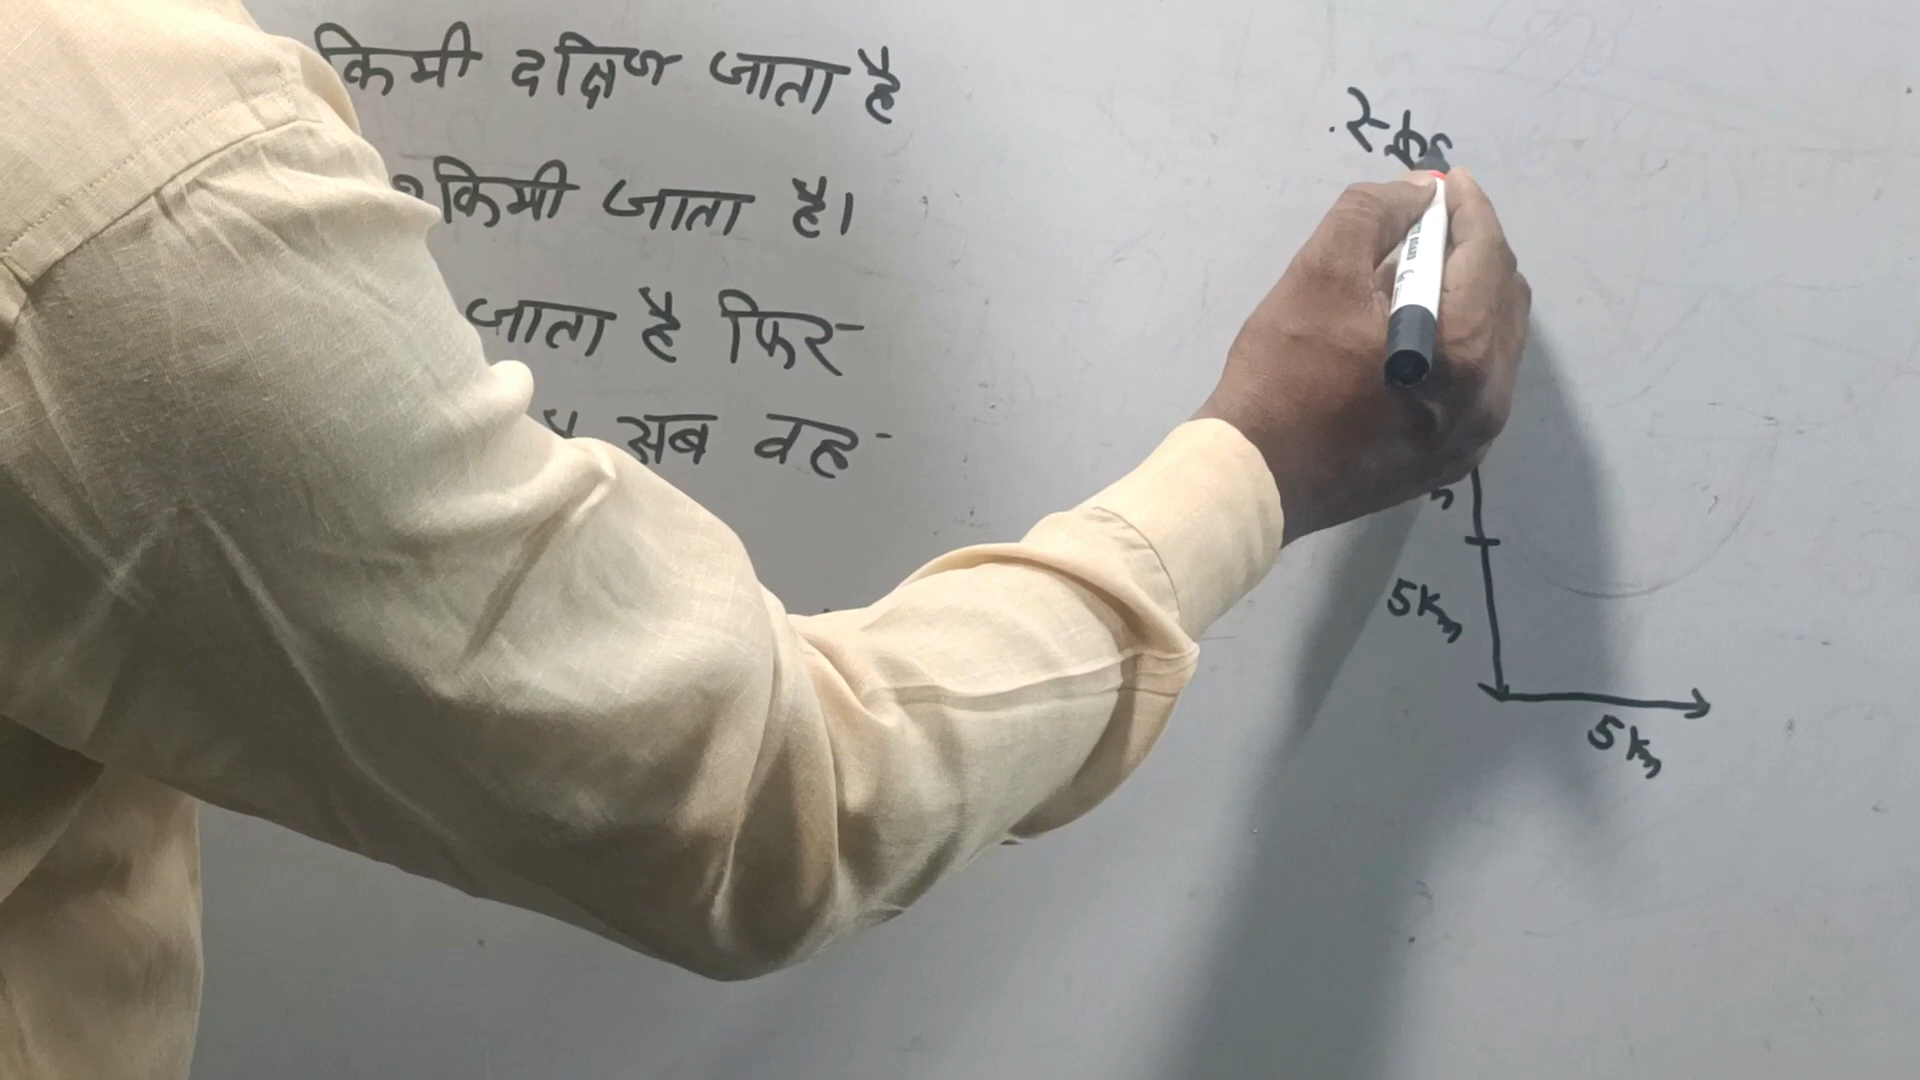 किमी दक्षिण जाता है
किमी जाता है।
जाता है फिर
है अब वह
5Km
5Km